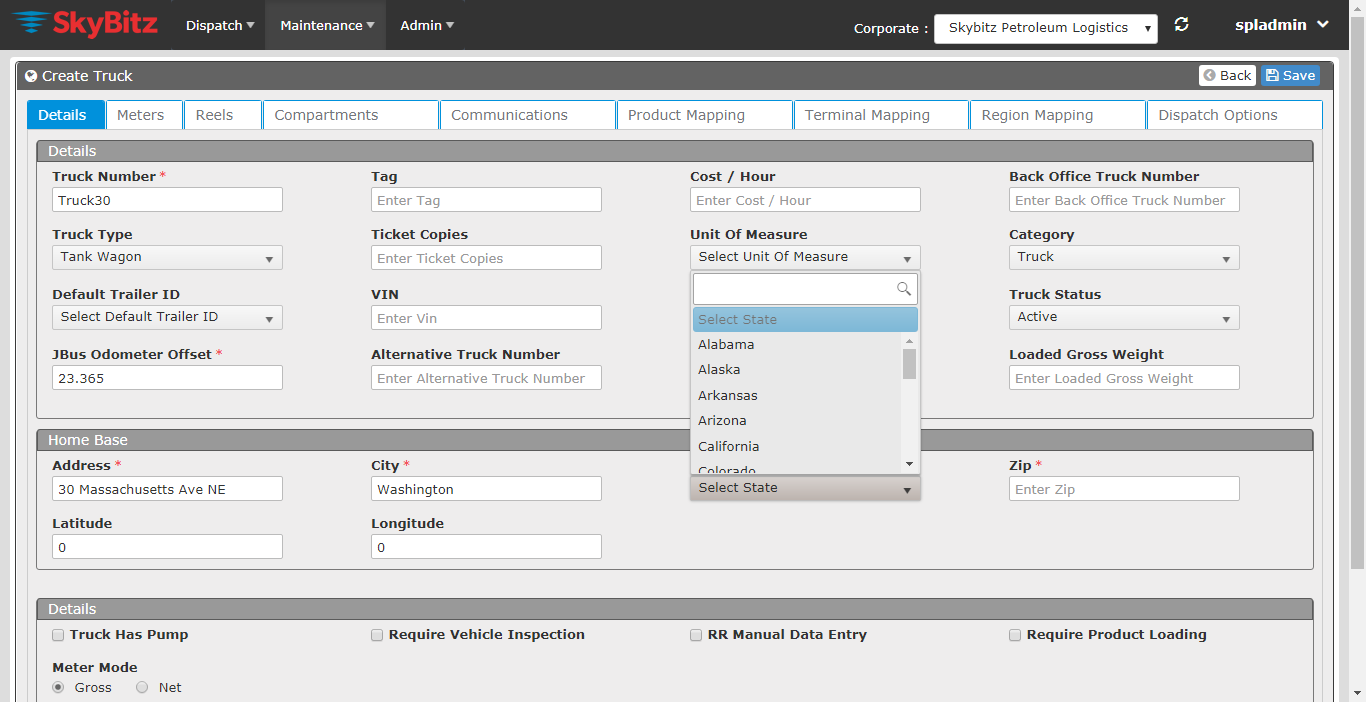 SkyBitz Dispatch Maintenance Admin Corporate : Skybitz Petroleum Logistics spladmin
Create Truck Back Save
Details Meters Reels Compartments Communications Product Mapping Terminal Mapping Region Mapping Dispatch Options
Details
Truck Number * Tag Cost / Hour Back Office Truck Number
Truck30 Enter Tag Enter Cost / Hour Enter Back Office Truck Number
Truck Type Ticket Copies Unit Of Measure Category
Tank Wagon Enter Ticket Copies Select Unit Of Measure Truck
Default Trailer ID VIN Truck Status
Select Default Trailer ID Enter Vin Select State Active
Alabama
JBus Odometer Offset * Alternative Truck Number Loaded Gross Weight
Alaska
23.365 Enter Alternative Truck Number Enter Loaded Gross Weight
Arkansas
Arizona
Home Base
California
Address * City * Zip *
Colorado
30 Massachusetts Ave NE Washington Select State Enter Zip
Latitude Longitude
0 0
Details
Truck Has Pump Require Vehicle Inspection RR Manual Data Entry Require Product Loading
Meter Mode
Gross Net